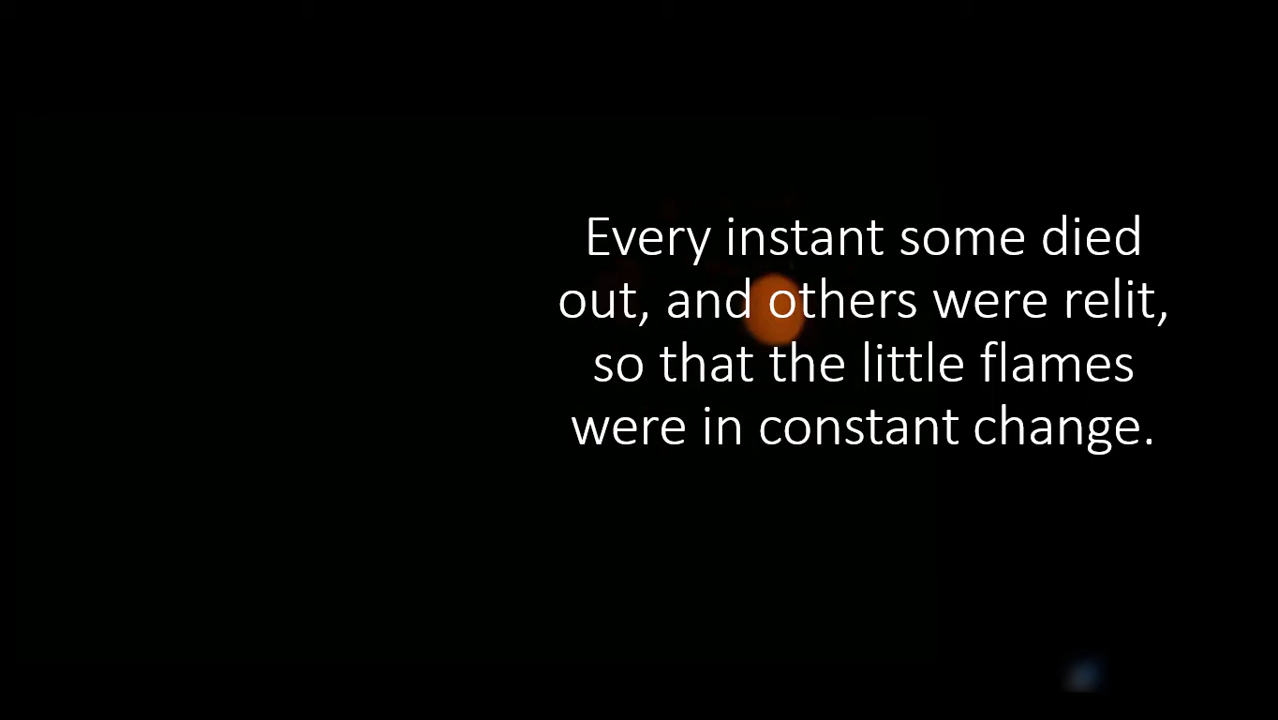 Every instant some died
out, and others were relit,
so that the little flames
were in constant change.